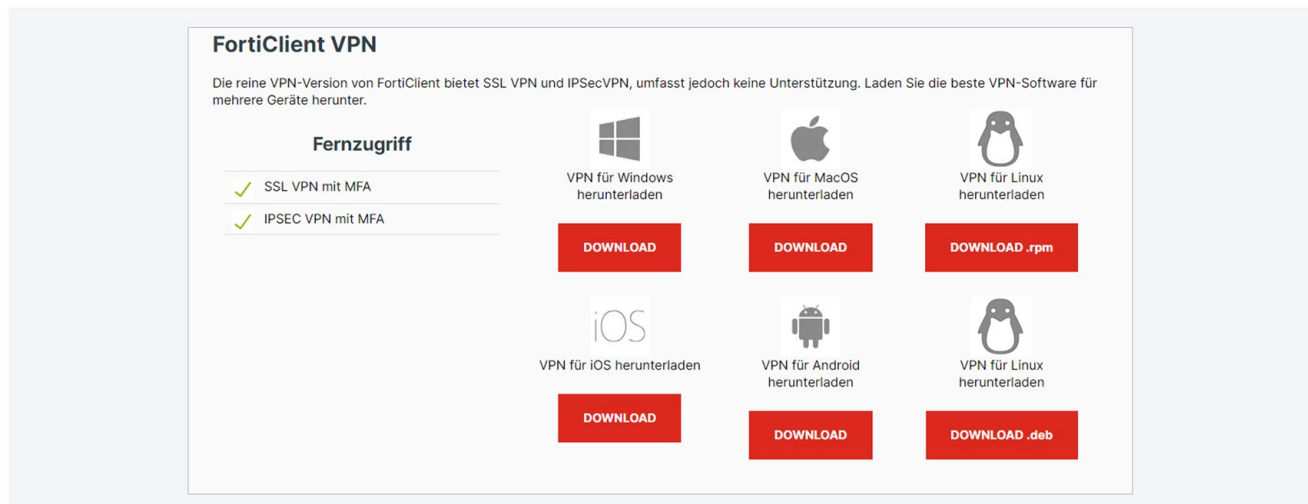 FortiClient VPN
Die reine VPN-Version von FortiClient bietet SSL VPN und IPSecVPN, umfasst jedoch keine Unterstützung. Laden Sie die beste VPN-Software für
mehrere Geräte herunter.
Fernzugriff
SSL VPN mit MFA
IPSEC VPN mit MFA
VPN für Windows
herunterladen
DOWNLOAD
VPN für MacOS
herunterladen
DOWNLOAD
VPN für Linux
herunterladen
DOWNLOAD .rpm
iOS
VPN für iOS herunterladen
DOWNLOAD
VPN für Android
herunterladen
DOWNLOAD
VPN für Linux
herunterladen
DOWNLOAD .deb